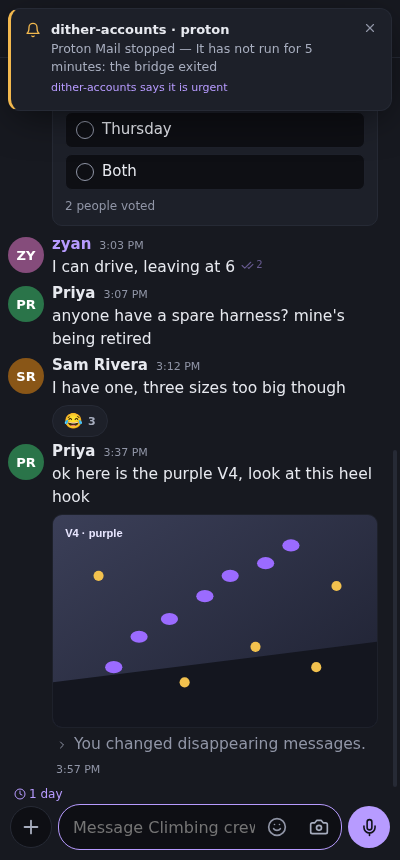 dither-accounts · proton
Proton Mail stopped — It has not run for 5
minutes: the bridge exited
dither-accounts says it is urgent
Thursday
Both
2 people voted
ZY
zyan 3:03 PM
I can drive, leaving at 6 2
PR
Priya 3:07 PM
anyone have a spare harness? mine's
being retired
SR
Sam Rivera 3:12 PM
I have one, three sizes too big though
😂 3
PR
Priya 3:37 PM
ok here is the purple V4, look at this heel
hook
V4 · purple
You changed disappearing messages.
3:57 PM
1 day
Message Climbing crew